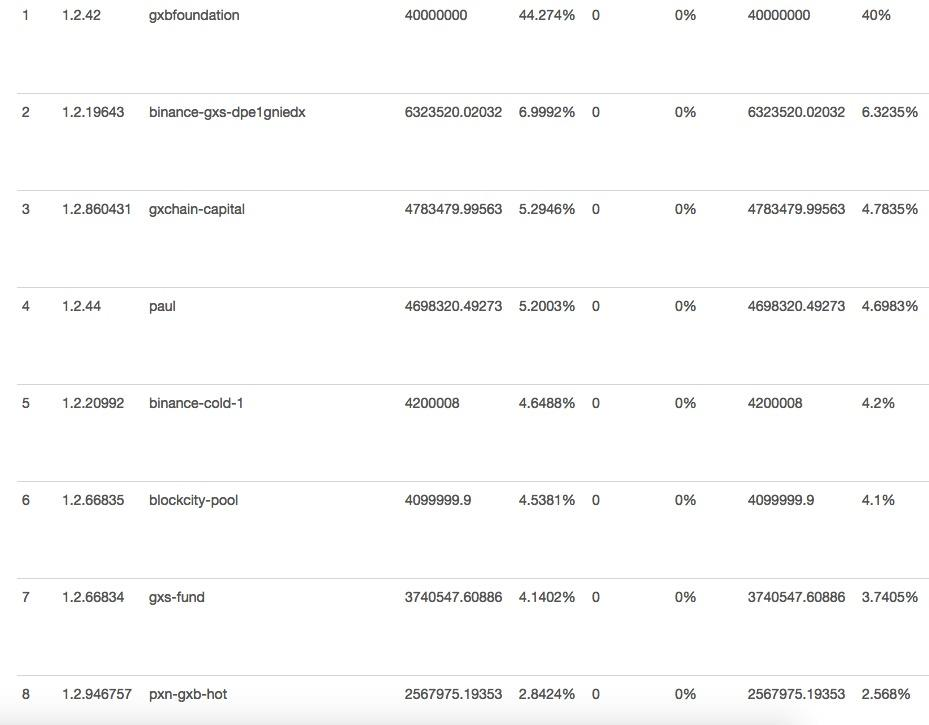 1 1.2.42 gxbfoundation 40000000 44.274% 0 0% 40000000 40%
2 1.2.19643 binance-gxs-dpe1gniedx 6323520.02032 6.9992% 0 0% 6323520.02032 6.3235%
3 1.2.860431 gxchain-capital 4783479.99563 5.2946% 0 0% 4783479.99563 4.7835%
4 1.2.44 paul 4698320.49273 5.2003% 0 0% 4698320.49273 4.6983%
5 1.2.20992 binance-cold-1 4200008 4.6488% 0 0% 4200008 4.2%
6 1.2.66835 blockcity-pool 4099999.9 4.5381% 0 0% 4099999.9 4.1%
7 1.2.66834 gxs-fund 3740547.60886 4.1402% 0 0% 3740547.60886 3.7405%
8 1.2.946757 pxn-gxb-hot 2567975.19353 2.8424% 0 0% 2567975.19353 2.568%